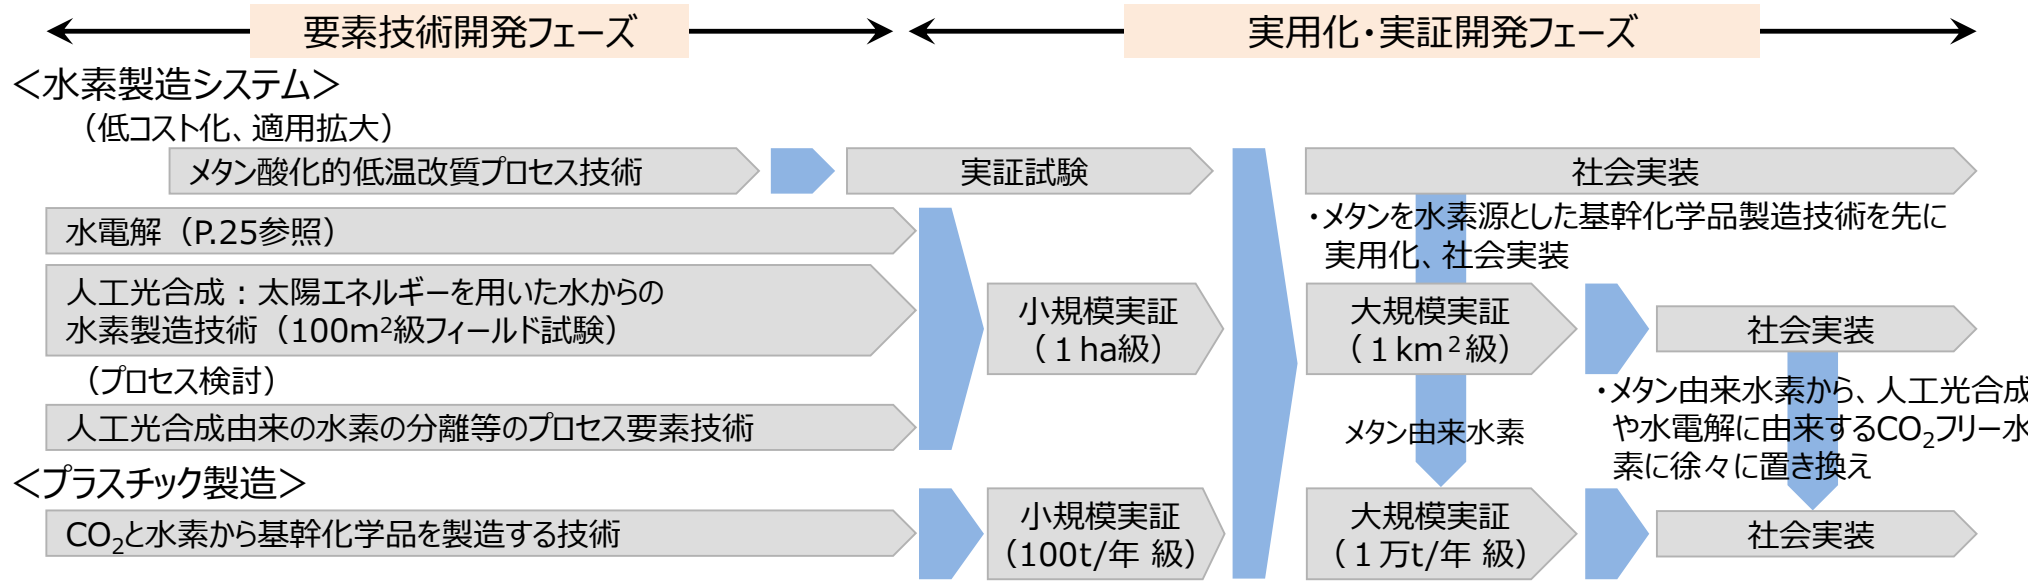 要素技術開発フェーズ
実用化・実証開発フェーズ
＜水素製造システム＞
（低コスト化、適用拡大）
メタン酸化的低温改質プロセス技術
実証試験
社会実装
・メタンを水素源とした基幹化学品製造技術を先に
実用化、社会実装
水電解（P.25参照）
人工光合成：太陽エネルギーを用いた水からの
水素製造技術（100m²級フィールド試験）
小規模実証
（１ha級）
大規模実証
（１km²級）
社会実装
（プロセス検討）
人工光合成由来の水素の分離等のプロセス要素技術
メタン由来水素
・メタン由来水素から、人工光合成
や水電解に由来するCO₂フリー水
素に徐々に置き換え
＜プラスチック製造＞
CO₂と水素から基幹化学品を製造する技術
小規模実証
（100t/年 級）
大規模実証
（１万t/年 級）
社会実装